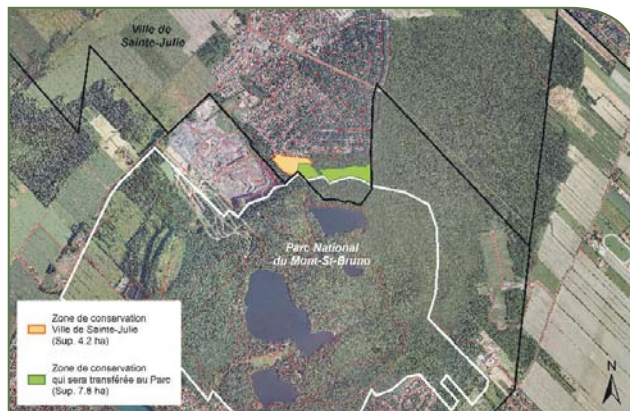 Ville de
Sainte-Julie
Parc National
du Mont-St-Bruno
Zone de conservation
Ville de Sainte-Julie
(Sup. 4.2 ha)
Zone de conservation
qui sera transférée au Parc
(Sup. 7.8 ha)
N